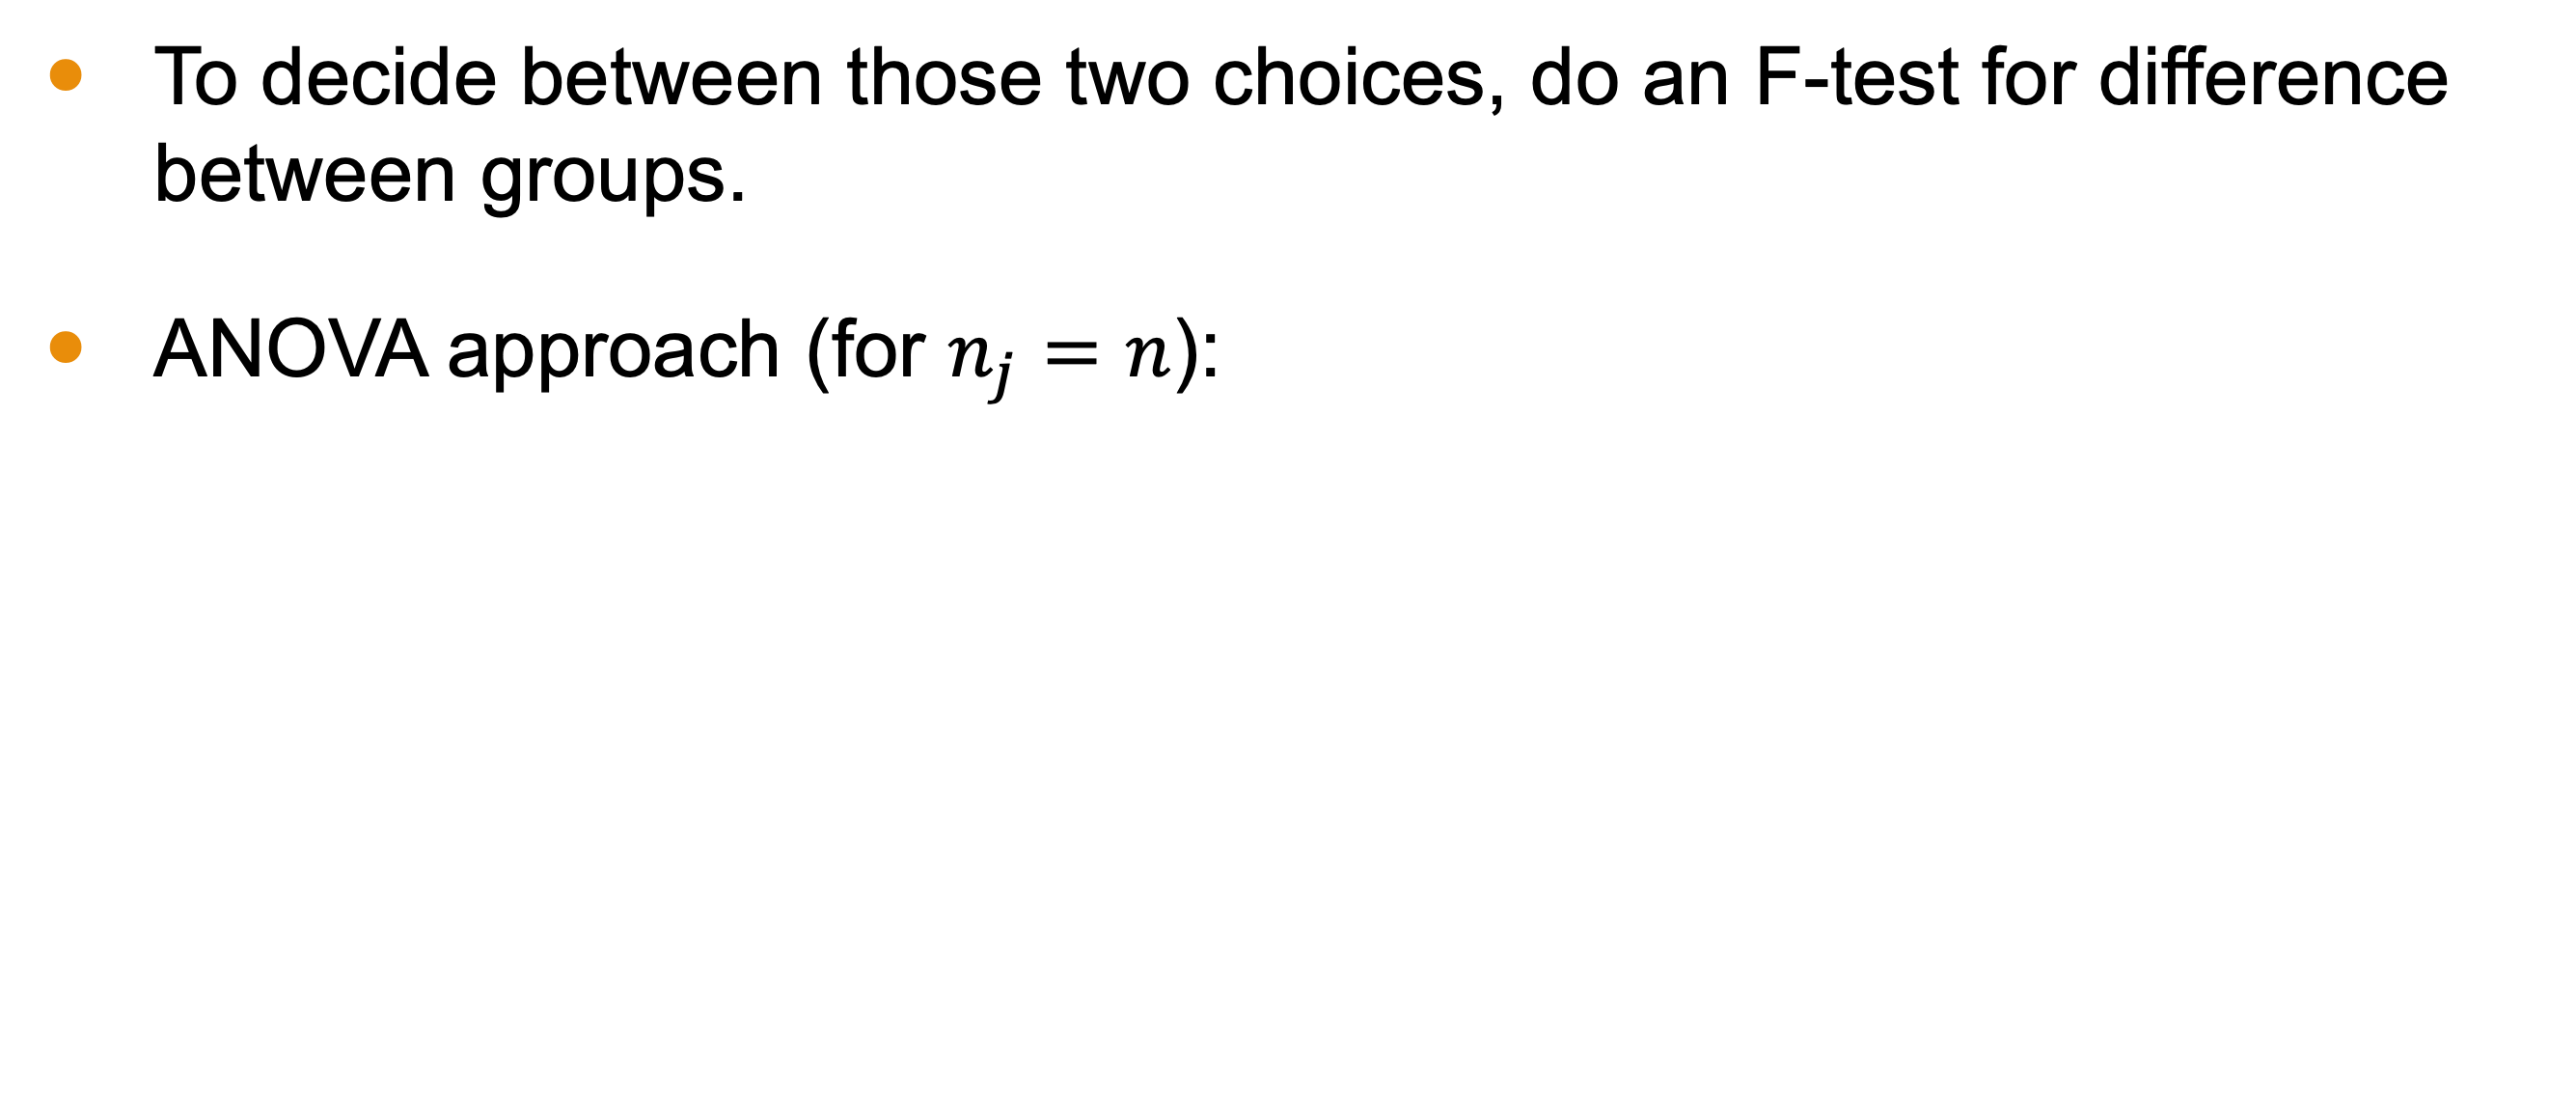 • To decide between those two choices, do an F-test for difference
between groups.
• ANOVA approach (for $n_j = n$):